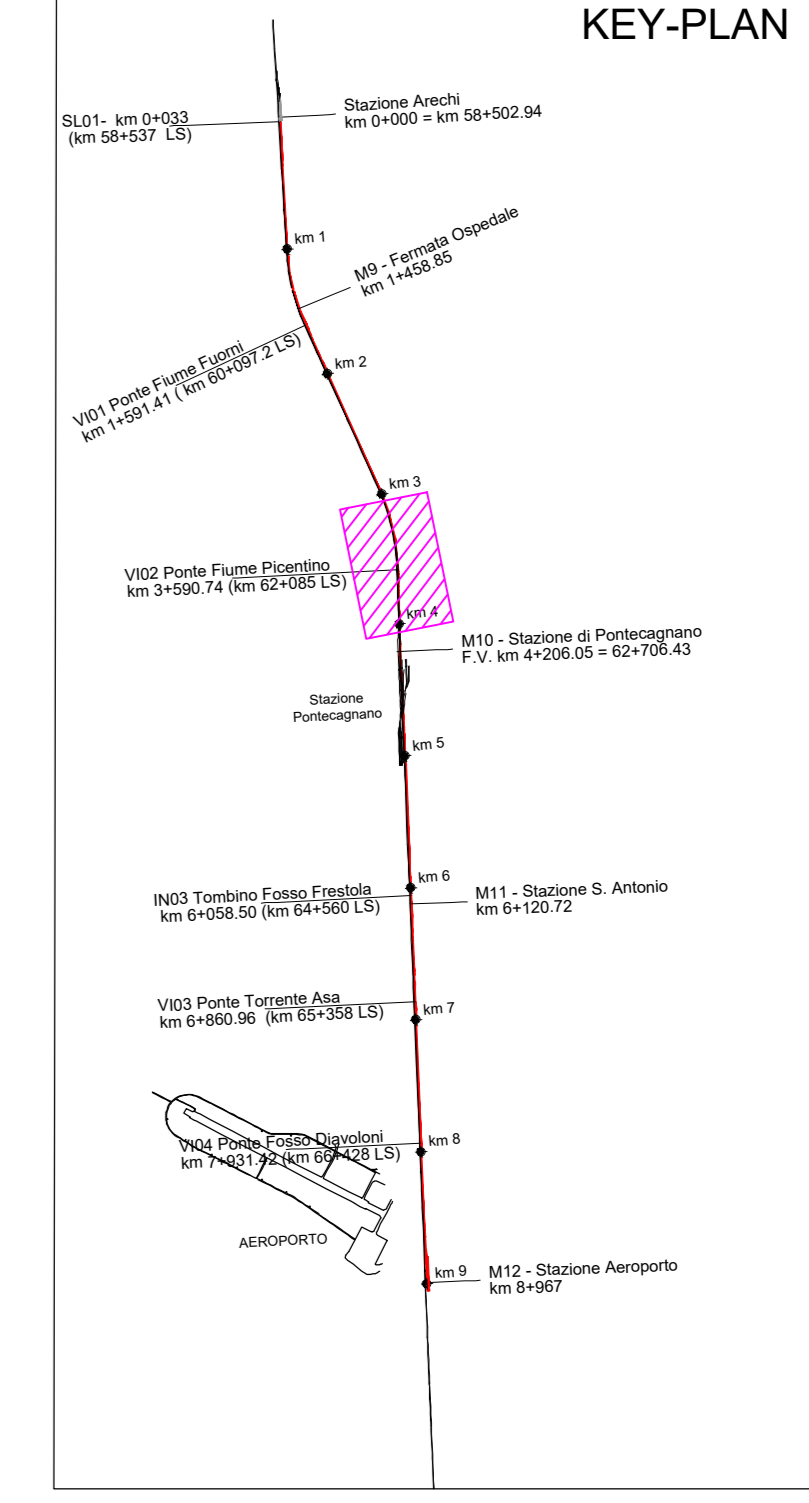 KEY-PLAN
SL01- km 0+033
(km 58+537 LS)
Stazione Arechi
km 0+000 = km 58+502.94
km 1
M9 - Fermata Ospedale
km 1+458.85
VI01 Ponte Fiume Fuorni
km 1+591.41 ( km 60+097.2 LS)
km 2
km 3
VI02 Ponte Fiume Picentino
km 3+590.74 (km 62+085 LS)
km 4
M10 - Stazione di Pontecagnano
F.V. km 4+206.05 = 62+706.43
Stazione
Pontecagnano
km 5
km 6
IN03 Tombino Fosso Frestola
km 6+058.50 (km 64+560 LS)
M11 - Stazione S. Antonio
km 6+120.72
VI03 Ponte Torrente Asa
km 6+860.96 (km 65+358 LS)
km 7
VI04 Ponte Fosso Diavoloni
km 7+931.42 (km 66+428 LS)
km 8
AEROPORTO
km 9
M12 - Stazione Aeroporto
km 8+967